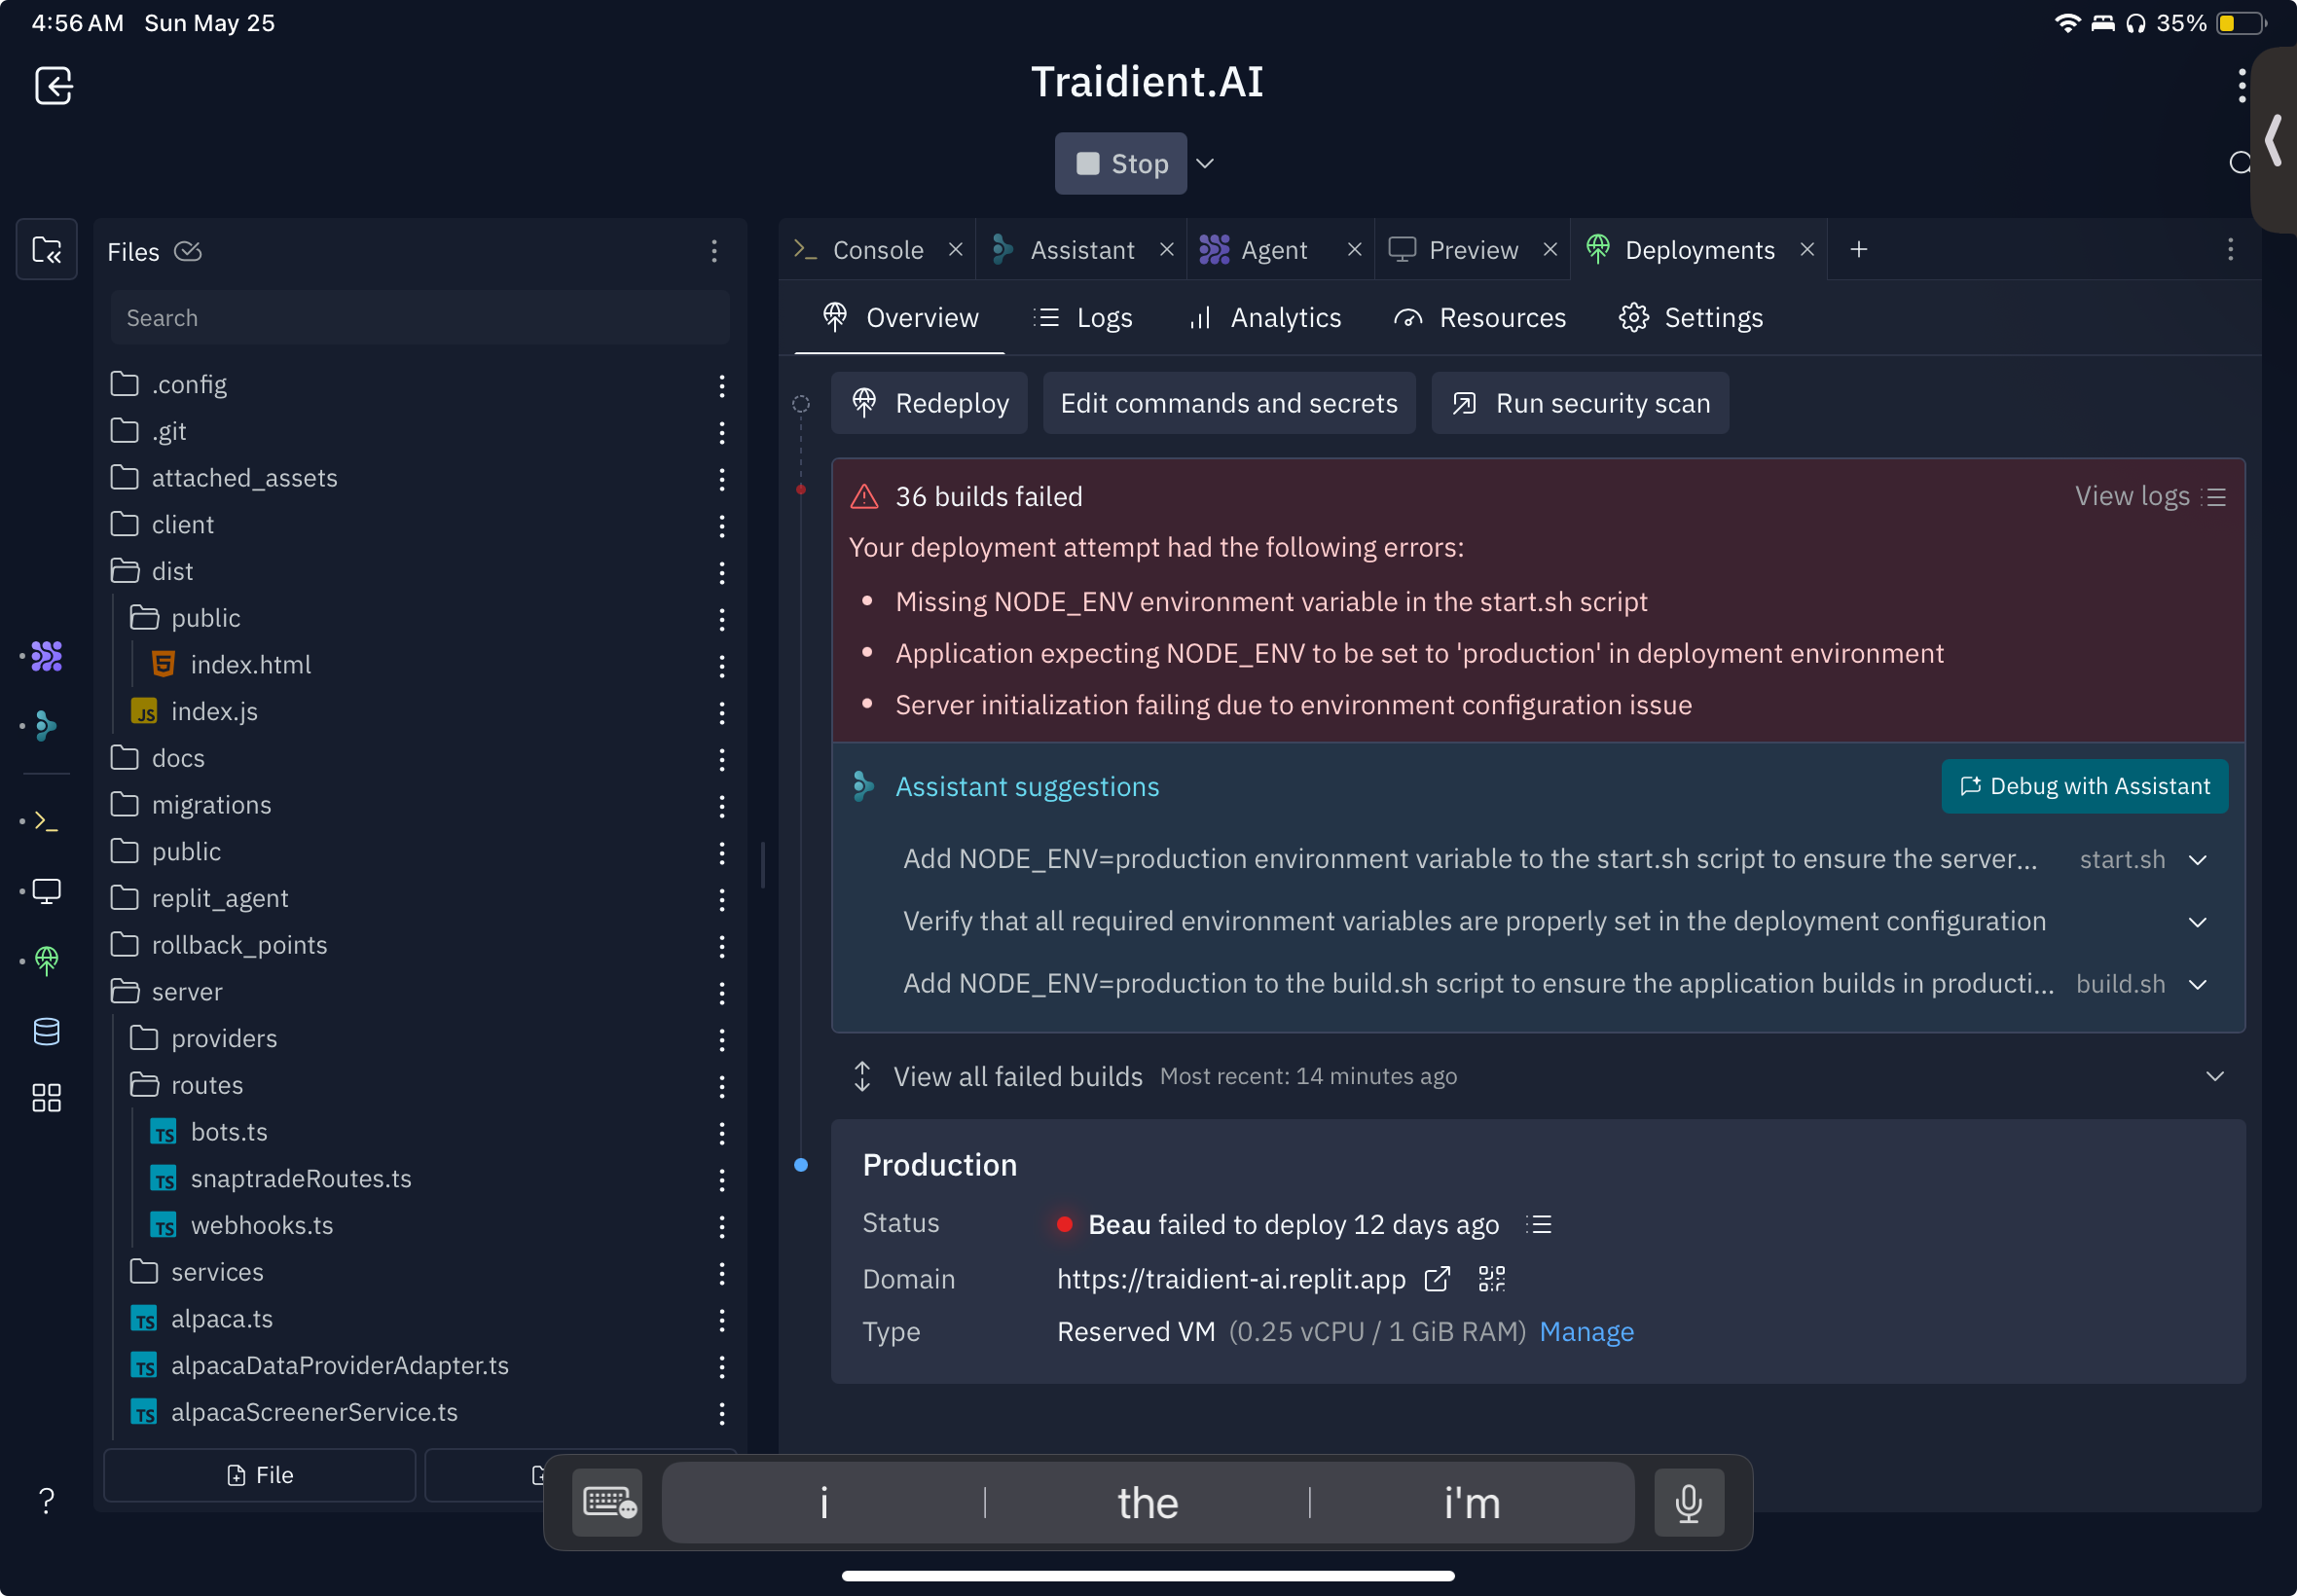 4:56 AM Sun May 25
35%
Traidient.AI
Stop
Files
Search
.config
.git
attached_assets
client
dist
public
index.html
JS index.js
docs
migrations
public
replit_agent
rollback_points
server
providers
routes
TS bots.ts
TS snaptradeRoutes.ts
TS webhooks.ts
services
TS alpaca.ts
TS alpacaDataProviderAdapter.ts
TS alpacaScreenerService.ts
File
?
Console
Assistant
Agent
Preview
Deployments
Overview
Logs
Analytics
Resources
Settings
Redeploy
Edit commands and secrets
Run security scan
36 builds failed
View logs
Your deployment attempt had the following errors:
• Missing NODE_ENV environment variable in the start.sh script
• Application expecting NODE_ENV to be set to 'production' in deployment environment
• Server initialization failing due to environment configuration issue
Assistant suggestions
Debug with Assistant
Add NODE_ENV=production environment variable to the start.sh script to ensure the server... start.sh
Verify that all required environment variables are properly set in the deployment configuration
Add NODE_ENV=production to the build.sh script to ensure the application builds in producti... build.sh
View all failed builds Most recent: 14 minutes ago
Production
Status Beau failed to deploy 12 days ago
Domain https://traidient-ai.replit.app
Type Reserved VM (0.25 vCPU / 1 GiB RAM) Manage
i the i'm